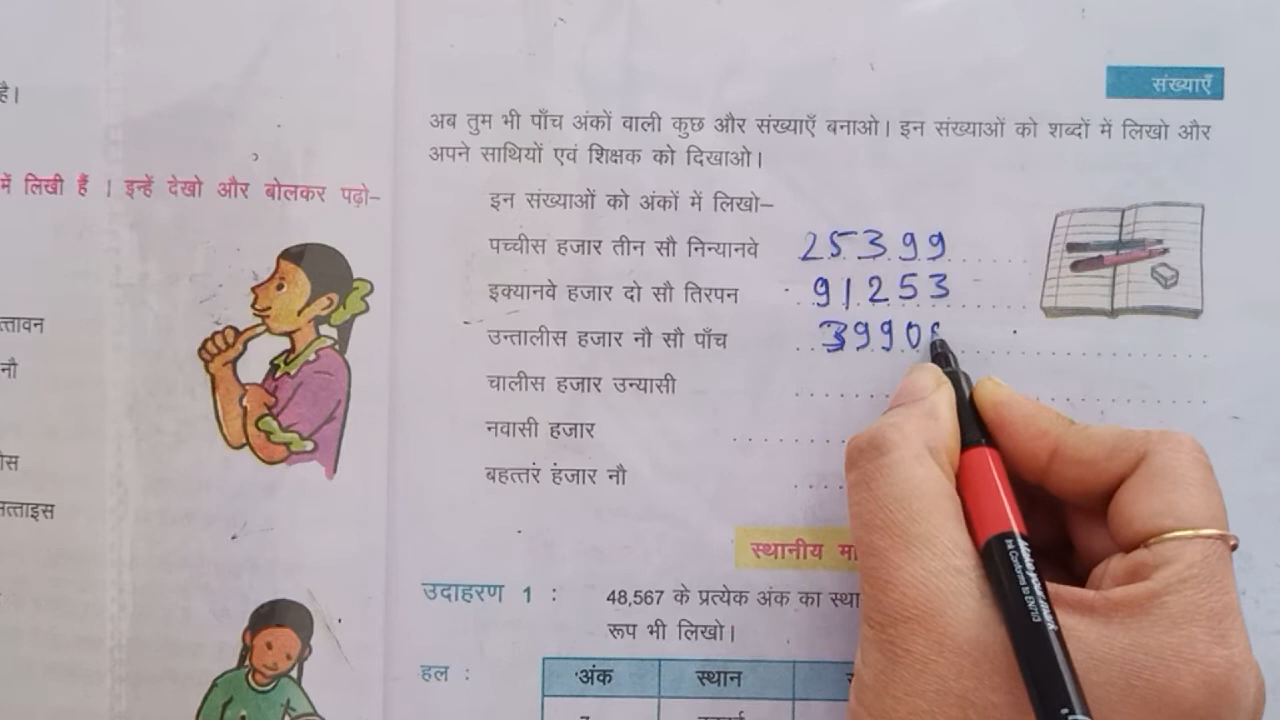 संख्याएँ
है।
अब तुम भी पाँच अंकों वाली कुछ और संख्याएँ बनाओ। इन संख्याओं को शब्दों में लिखो और
अपने साथियों एवं शिक्षक को दिखाओ।
में लिखी हैं । इन्हें देखो और बोलकर पढ़ो–
इन संख्याओं को अंकों में लिखो–
पच्चीस हजार तीन सौ निन्यानवे 25399
इक्यानवे हजार दो सौ तिरपन 91253
उन्तालीस हजार नौ सौ पाँच 3990
चालीस हजार उन्यासी
नवासी हजार
बहत्तर हजार नौ
त्तावन
नौ
त्ताइस
स्थानीय
उदाहरण 1 : 48,567 के प्रत्येक अंक का
रूप भी लिखो।
हल :
अंक स्थान